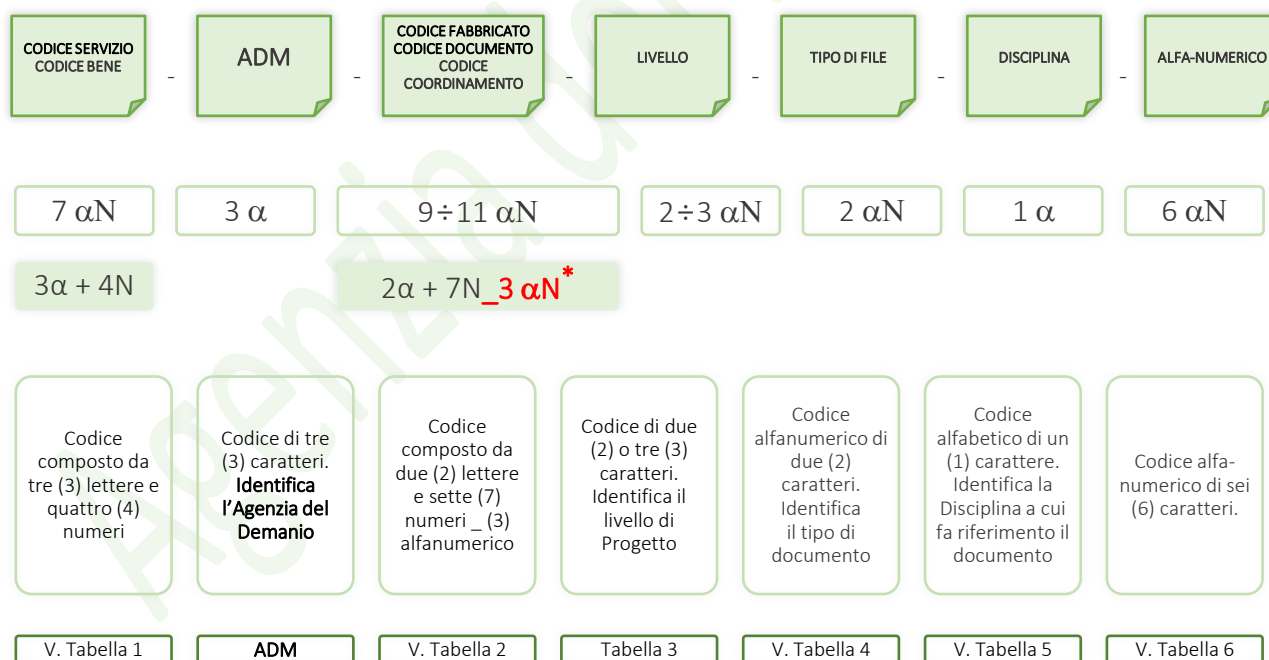 CODICE SERVIZIO
CODICE BENE
-
ADM
-
CODICE FABBRICATO
CODICE DOCUMENTO
CODICE
COORDINAMENTO
-
LIVELLO
-
TIPO DI FILE
-
DISCIPLINA
-
ALFA-NUMERICO
7 αN
3 α
9÷11 αN
2÷3 αN
2 αN
1 α
6 αN
3α + 4N
2α + 7N_3 αN*
Codice
composto da
tre (3) lettere e
quattro (4)
numeri
Codice di tre
(3) caratteri.
Identifica
l'Agenzia del
Demanio
Codice
composto da
due (2) lettere
e sette (7)
numeri _ (3)
alfanumerico
Codice di due
(2) o tre (3)
caratteri.
Identifica il
livello di
Progetto
Codice
alfanumerico di
due (2)
caratteri.
Identifica
il tipo di
documento
Codice
alfabetico di un
(1) carattere.
Identifica la
Disciplina a cui
fa riferimento il
documento
Codice alfa-
numerico di sei
(6) caratteri.
V. Tabella 1
ADM
V. Tabella 2
Tabella 3
V. Tabella 4
V. Tabella 5
V. Tabella 6
Agenzia de